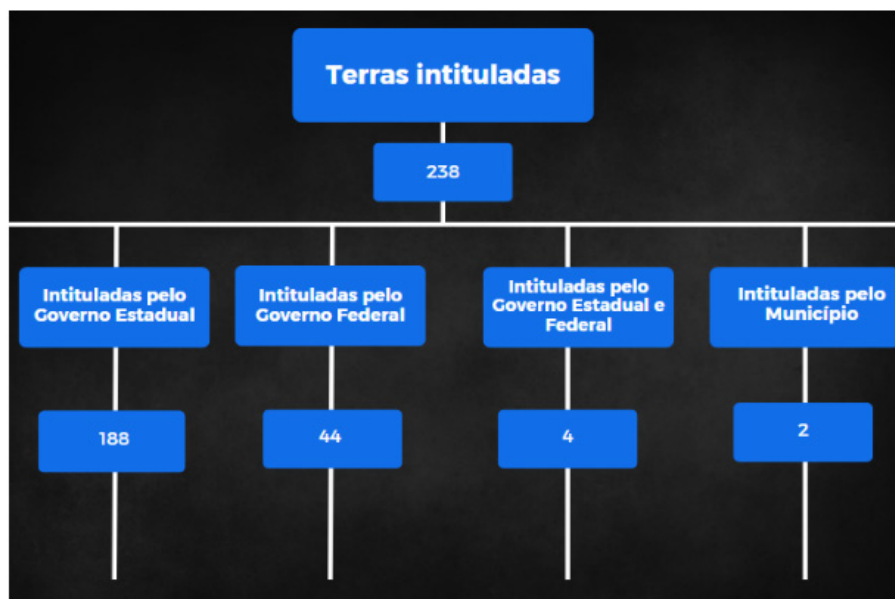 Terras intituladas
238
Intituladas pelo
Governo Estadual
Intituladas pelo
Governo Federal
Intituladas pelo
Governo Estadual e
Federal
Intituladas pelo
Município
188
44
4
2